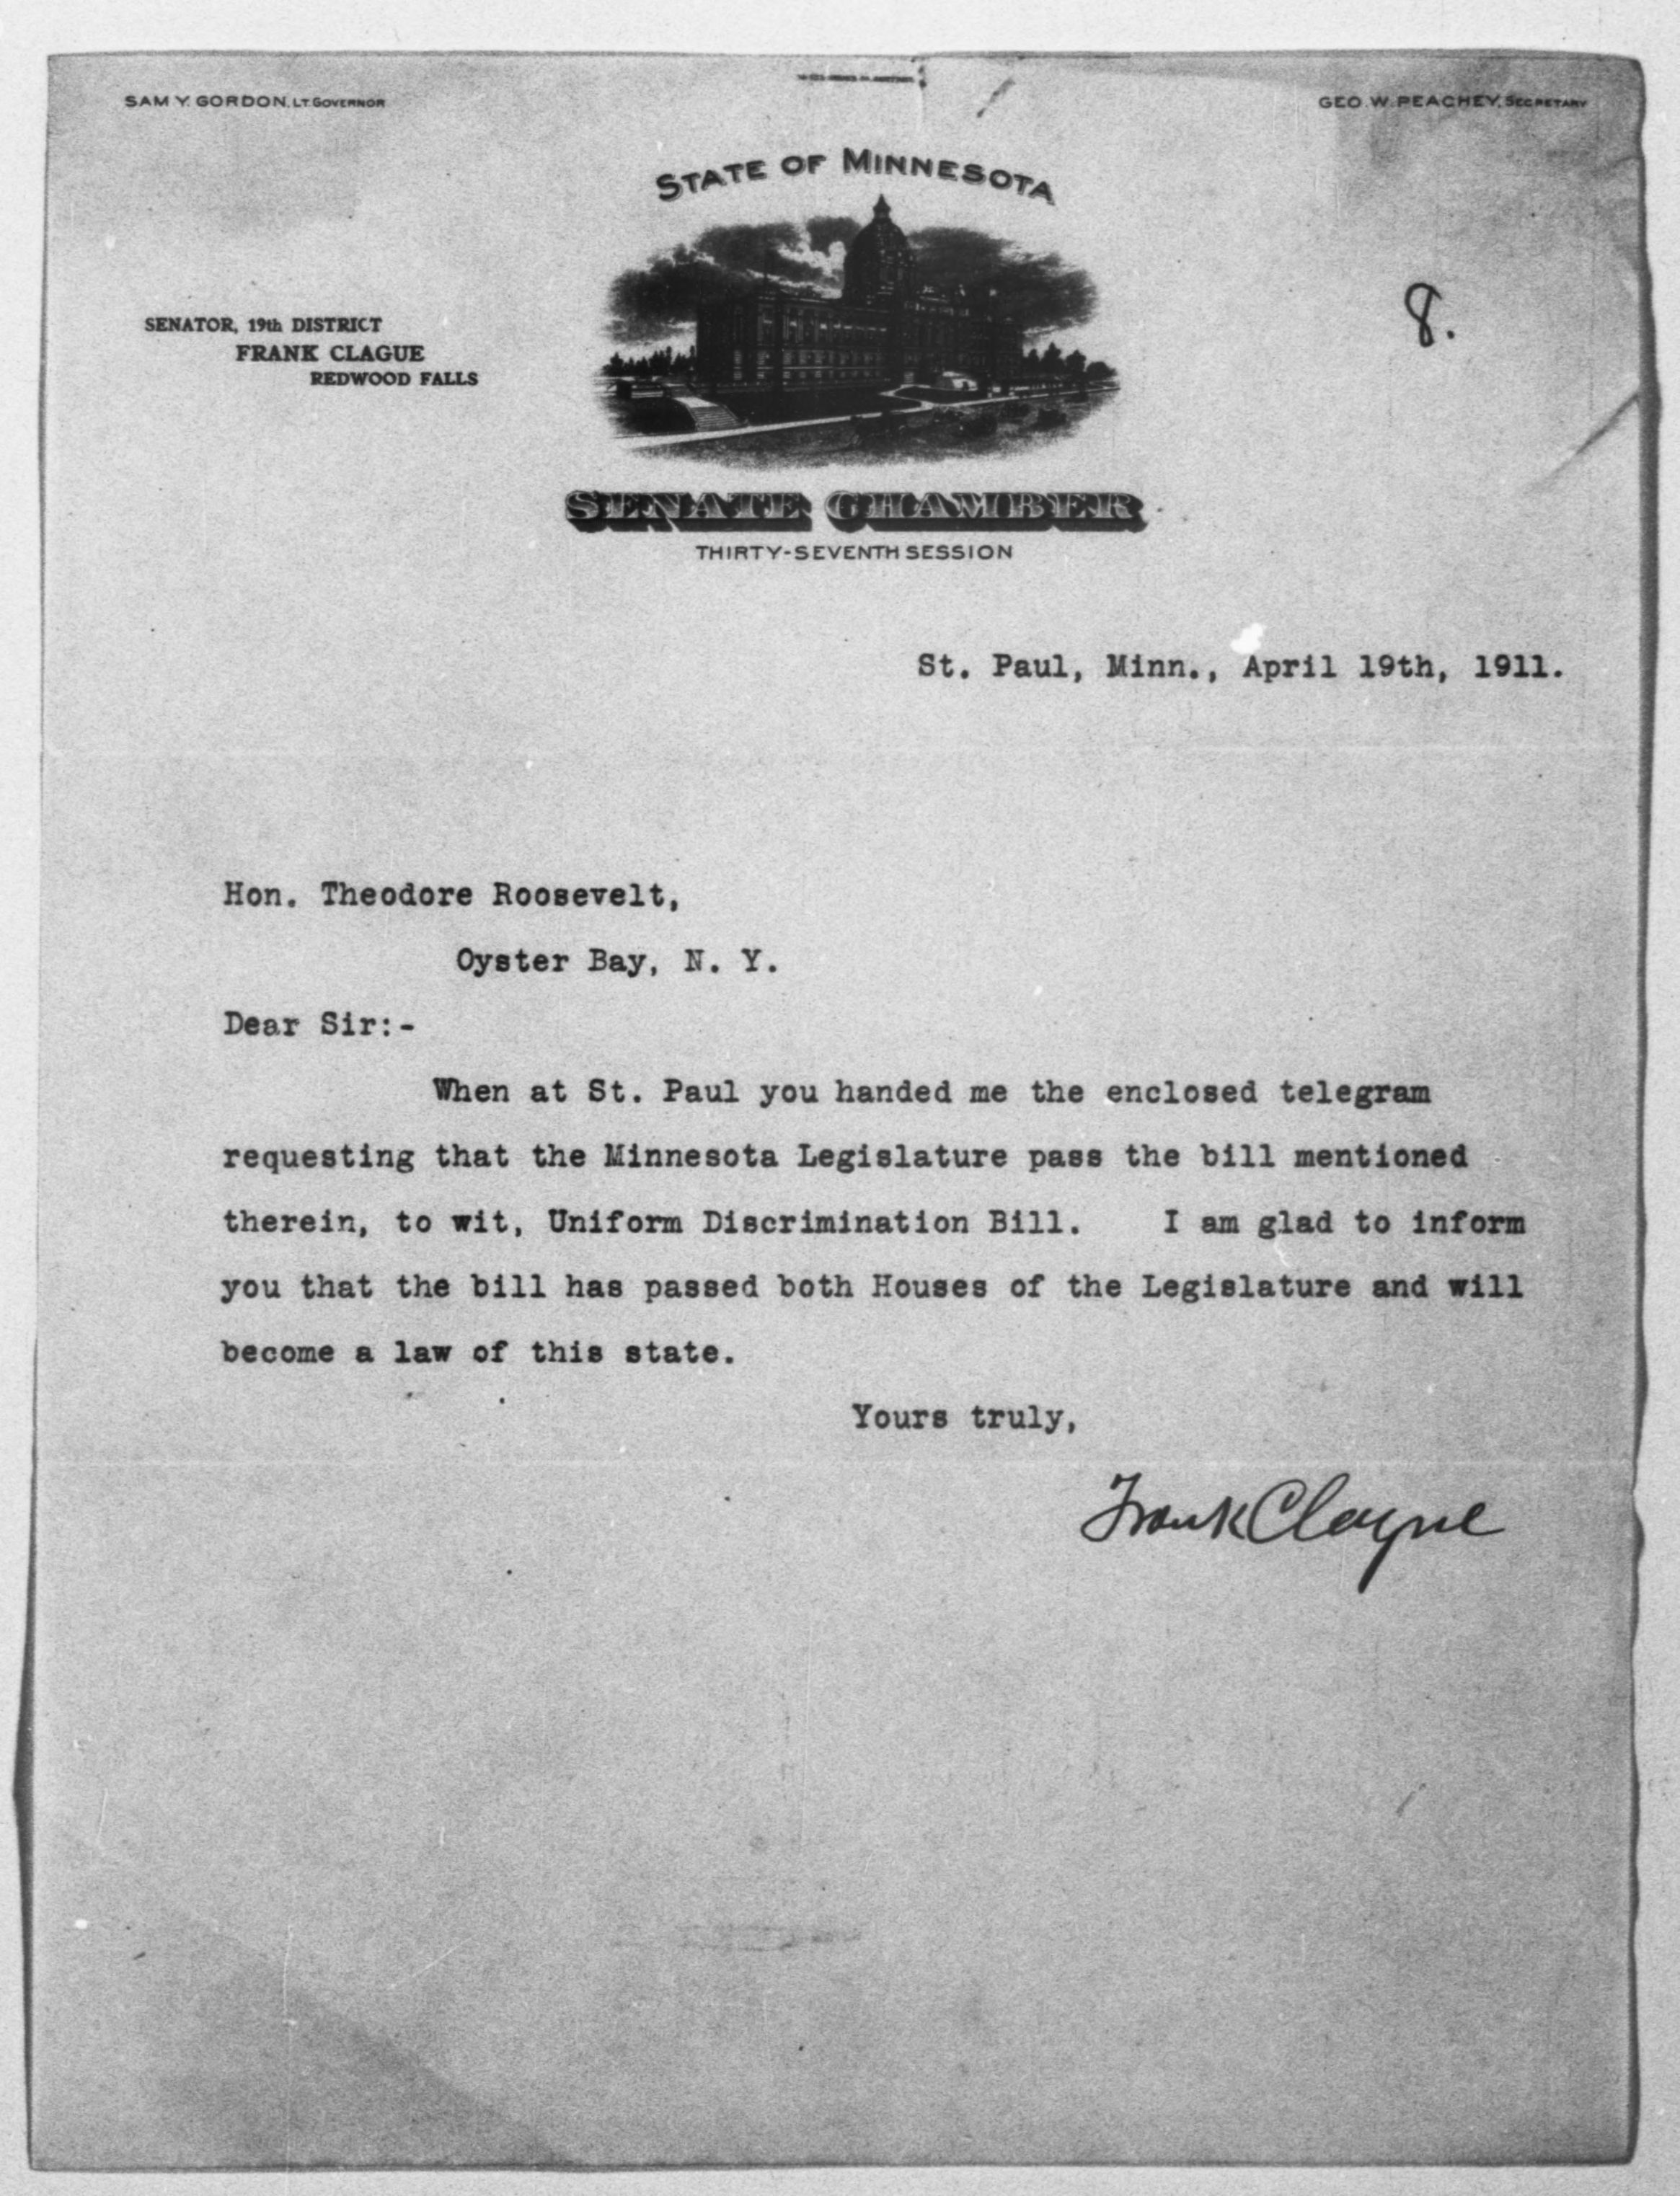 SAM Y. GORDON, LT. GOVERNOR
GEO. W. PEACHEY, SECRETARY
STATE OF MINNESOTA
8.
SENATOR, 19th DISTRICT
FRANK CLAGUE
REDWOOD FALLS
SENATE CHAMBER
THIRTY-SEVENTH SESSION
St. Paul, Minn., April 19th, 1911.
Hon. Theodore Roosevelt,
Oyster Bay, N. Y.
Dear Sir:-
When at St. Paul you handed me the enclosed telegram
requesting that the Minnesota Legislature pass the bill mentioned
therein, to wit, Uniform Discrimination Bill. I am glad to inform
you that the bill has passed both Houses of the Legislature and will
become a law of this state.
Yours truly,
Frank Clague